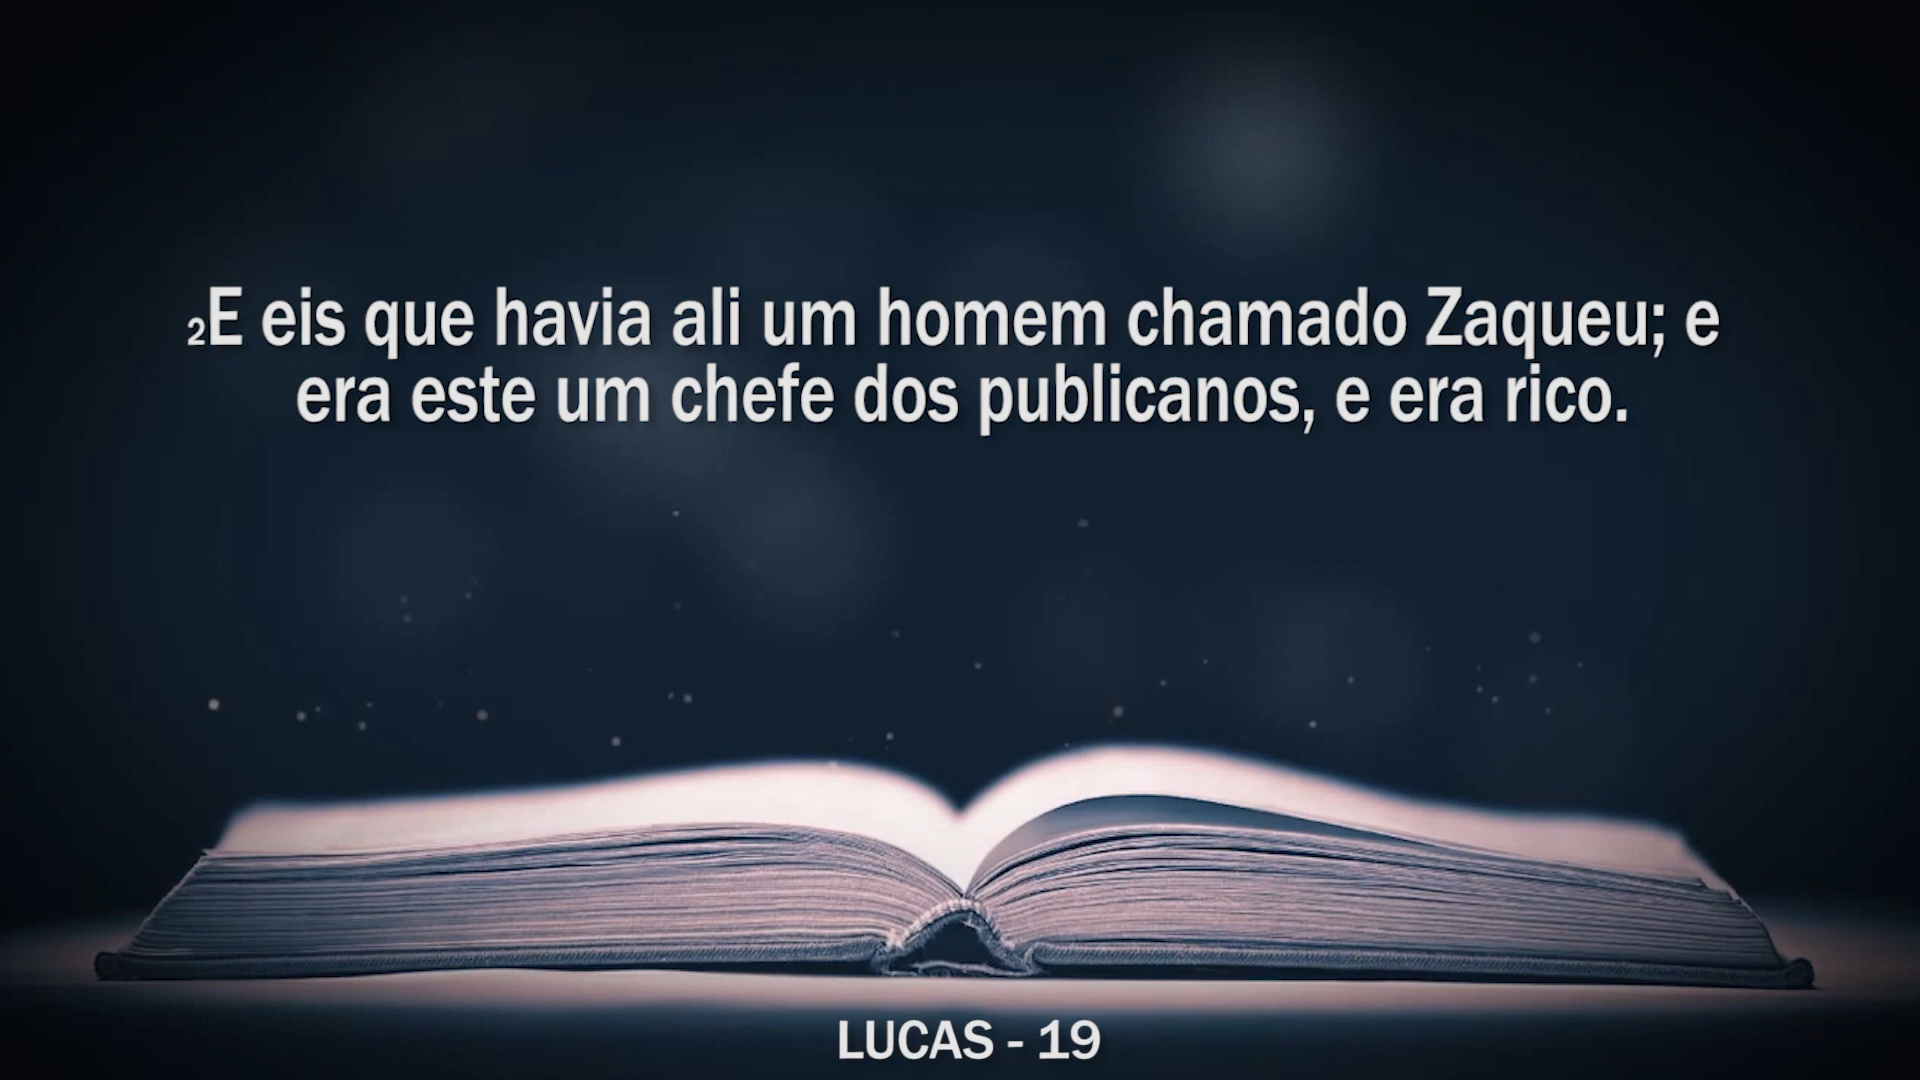 2E eis que havia ali um homem chamado Zaqueu; e
era este um chefe dos publicanos, e era rico.
LUCAS - 19